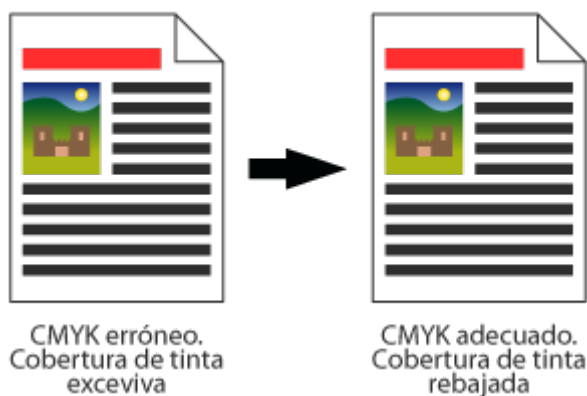 CMYK erróneo.
Cobertura de tinta
exceviva
CMYK adecuado.
Cobertura de tinta
rebajada